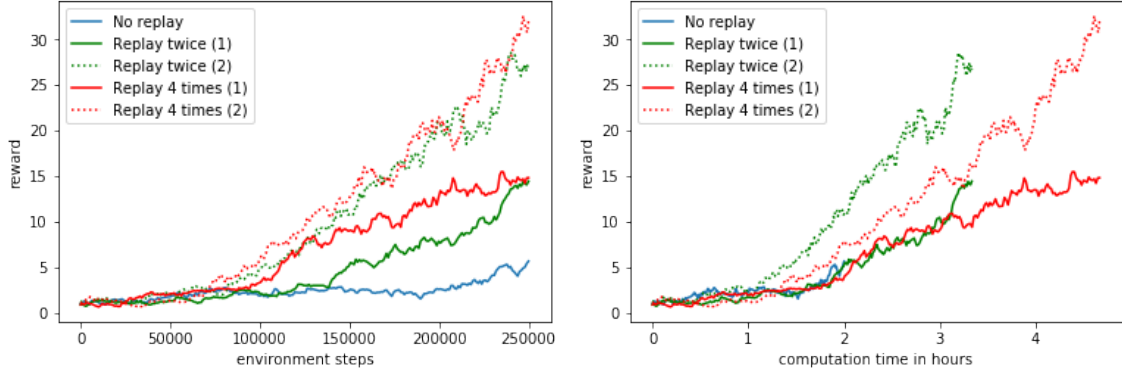 No replay
Replay twice (1)
Replay twice (2)
Replay 4 times (1)
Replay 4 times (2)
30
25
20
15
10
5
0
reward
0
50000
100000
150000
200000
250000
environment steps
No replay
Replay twice (1)
Replay twice (2)
Replay 4 times (1)
Replay 4 times (2)
30
25
20
15
10
5
0
reward
0
1
2
3
4
computation time in hours